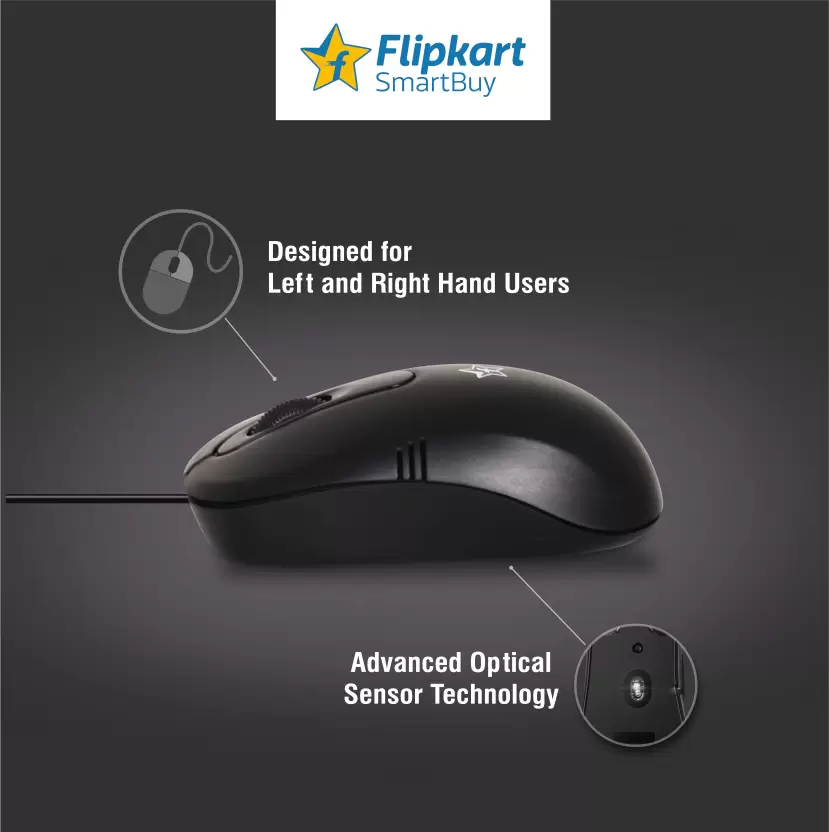 Flipkart
SmartBuy
Designed for
Left and Right Hand Users
Advanced Optical
Sensor Technology